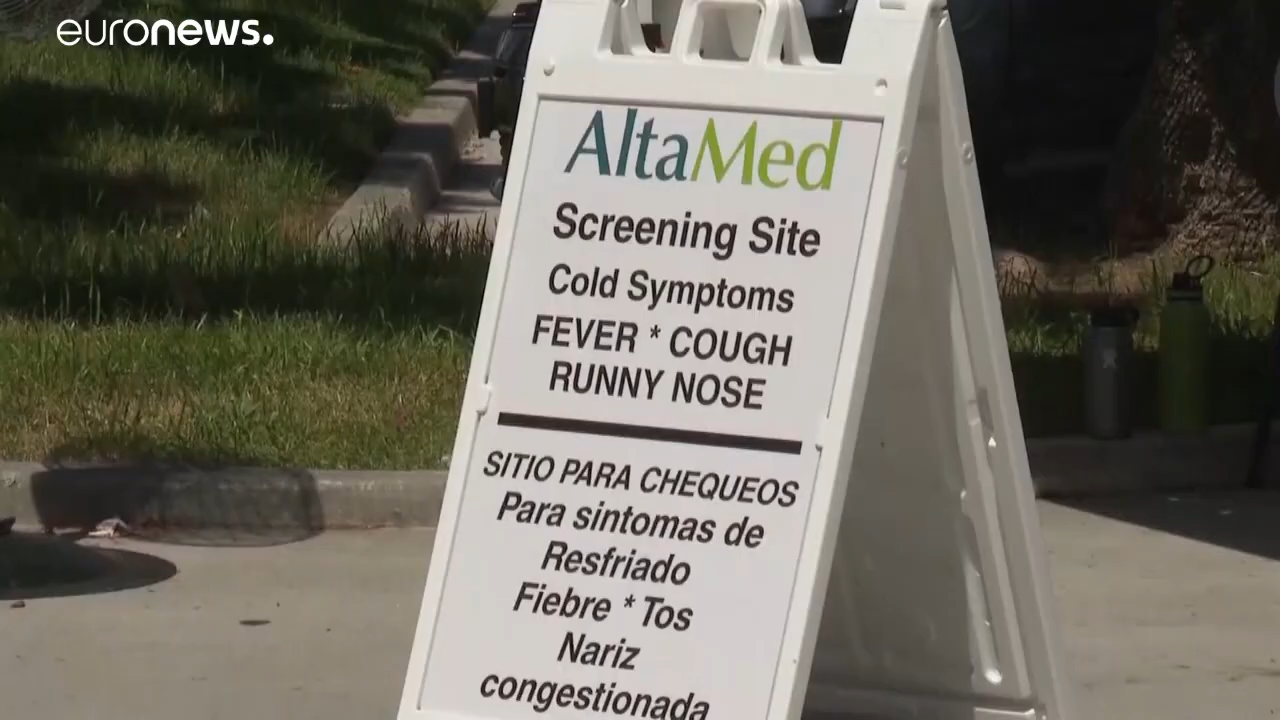 euronews.
AltaMed
Screening Site
Cold Symptoms
FEVER * COUGH
RUNNY NOSE
SITIO PARA CHEQUEOS
Para sintomas de
Resfriado
Fiebre * Tos
Nariz
congestionada